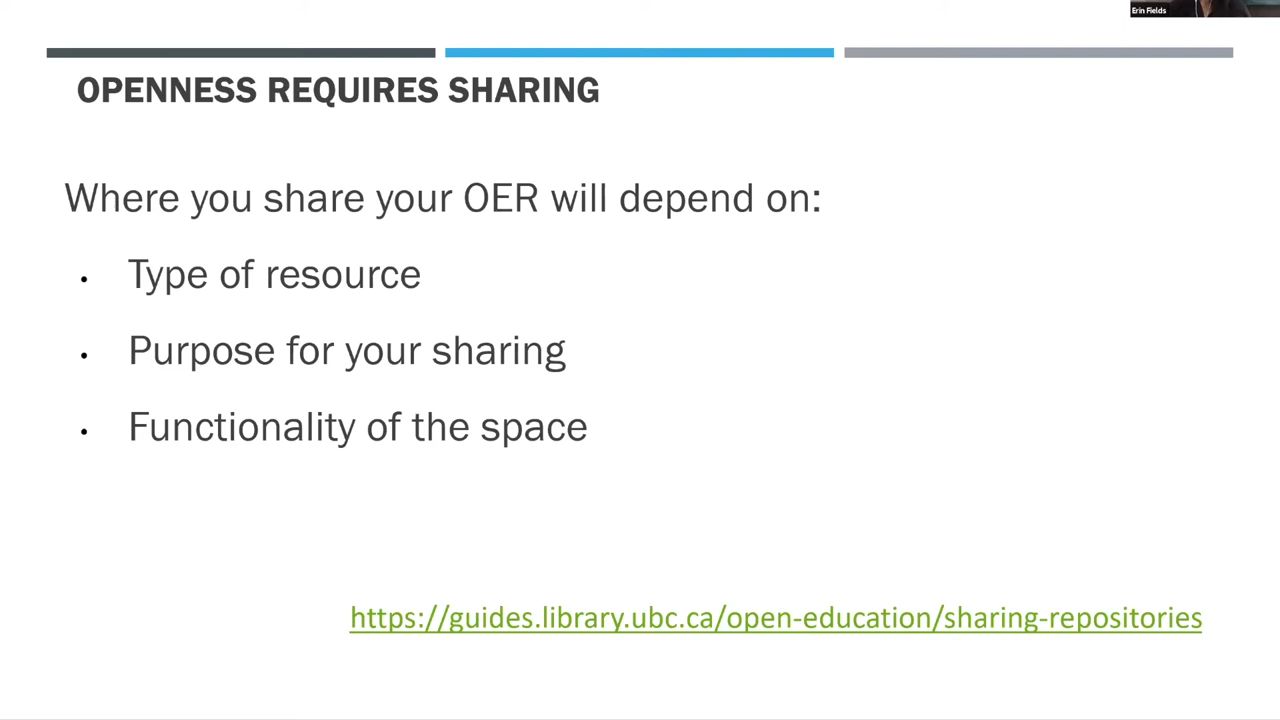 Erin Fields
OPENNESS REQUIRES SHARING
Where you share your OER will depend on:
• Type of resource
• Purpose for your sharing
• Functionality of the space
https://guides.library.ubc.ca/open-education/sharing-repositories